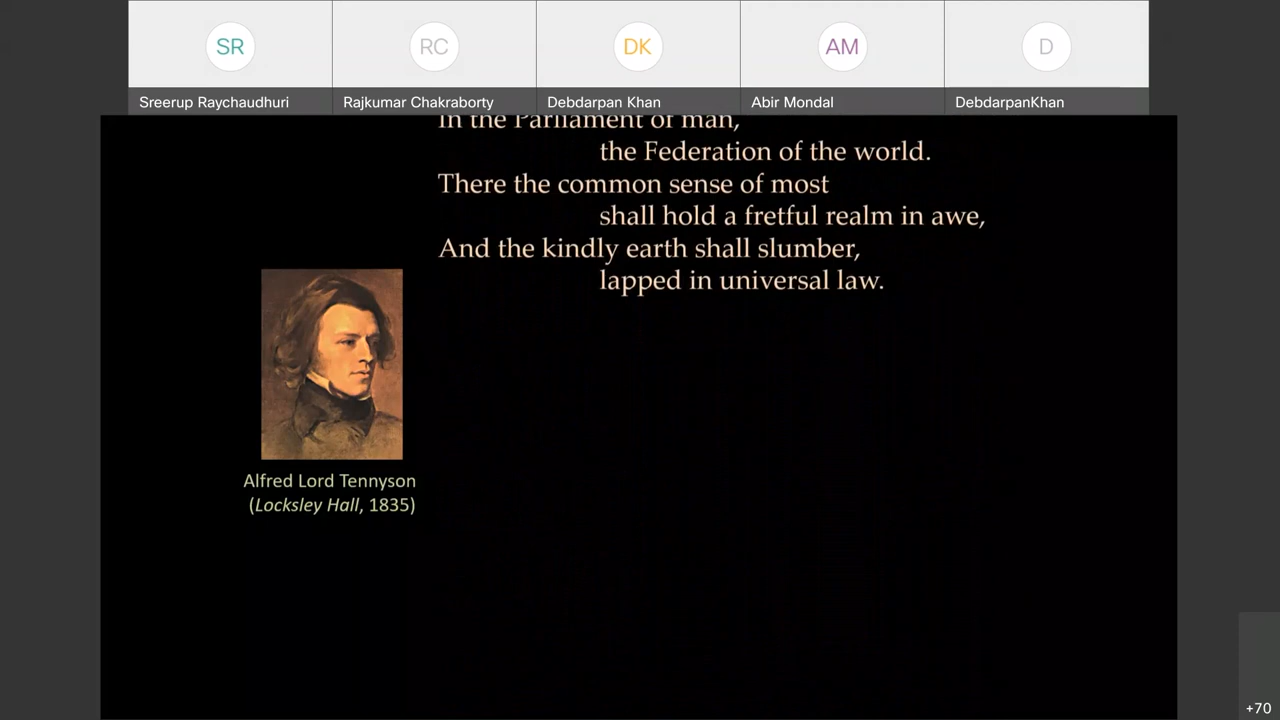 SR
RC
DK
AM
D
Sreerup Raychaudhuri
Rajkumar Chakraborty
Debdarpan Khan
Abir Mondal
DebdarpanKhan
In the Parliament of man,
the Federation of the world.
There the common sense of most
shall hold a fretful realm in awe,
And the kindly earth shall slumber,
lapped in universal law.
Alfred Lord Tennyson
(Locksley Hall, 1835)
+70